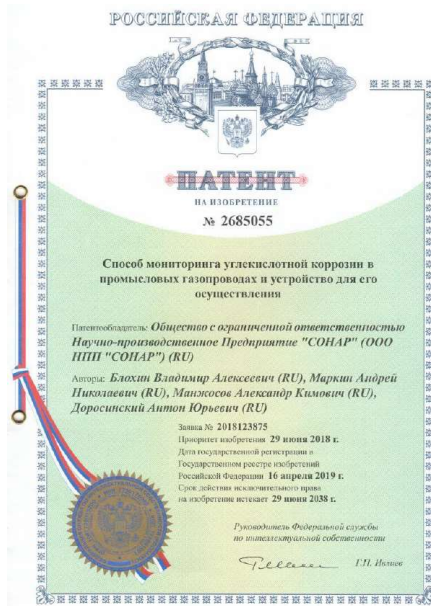 РОССИЙСКАЯ ФЕДЕРАЦИЯ
ПАТЕНТ
НА ИЗОБРЕТЕНИЕ
№ 2685055
Способ мониторинга углекислотной коррозии в
промысловых газопроводах и устройство для его
осуществления
Патентообладатель: Общество с ограниченной ответственностью
Научно-производственное Предприятие "СОНАР" (ООО
НПП "СОНАР") (RU)
Авторы: Блохин Владимир Алексеевич (RU), Маркин Андрей
Николаевич (RU), Манжосов Александр Кимович (RU),
Доросинский Антон Юрьевич (RU)
Заявка № 2018123875
Приоритет изобретения 29 июня 2018 г.
Дата государственной регистрации в
Государственном реестре изобретений
Российской Федерации 16 апреля 2019 г.
Срок действия исключительного права
на изобретение истекает 29 июня 2038 г.
Руководитель Федеральной службы
по интеллектуальной собственности
Г.П. Ивлиев